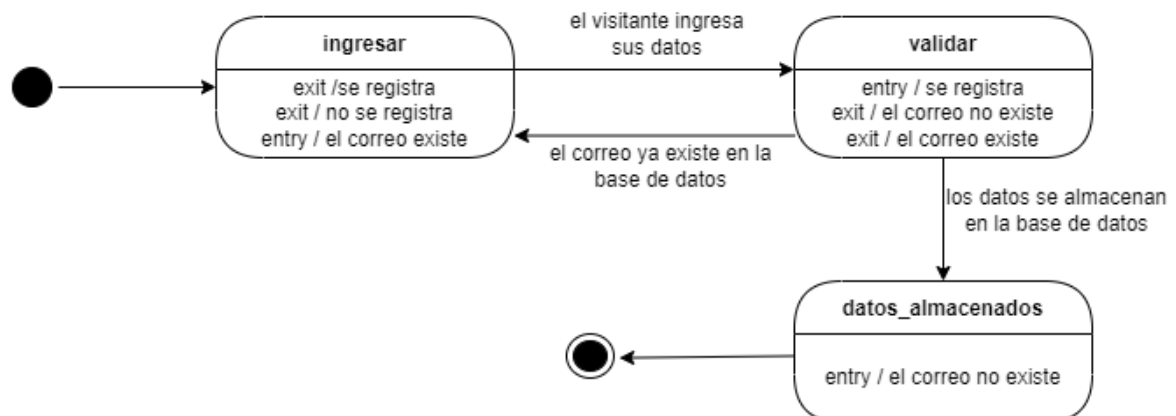 ingresar
exit /se registra
exit / no se registra
entry / el correo existe
el visitante ingresa
sus datos
validar
entry / se registra
exit / el correo no existe
exit / el correo existe
el correo ya existe en la
base de datos
los datos se almacenan
en la base de datos
datos_almacenados
entry / el correo no existe